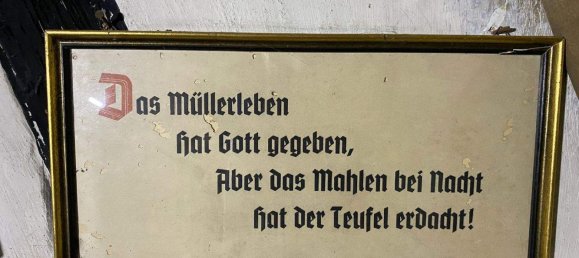 Das Müllerleben
hat Gott gegeben,
Aber das Mahlen bei Nacht
hat der Teufel erdacht!